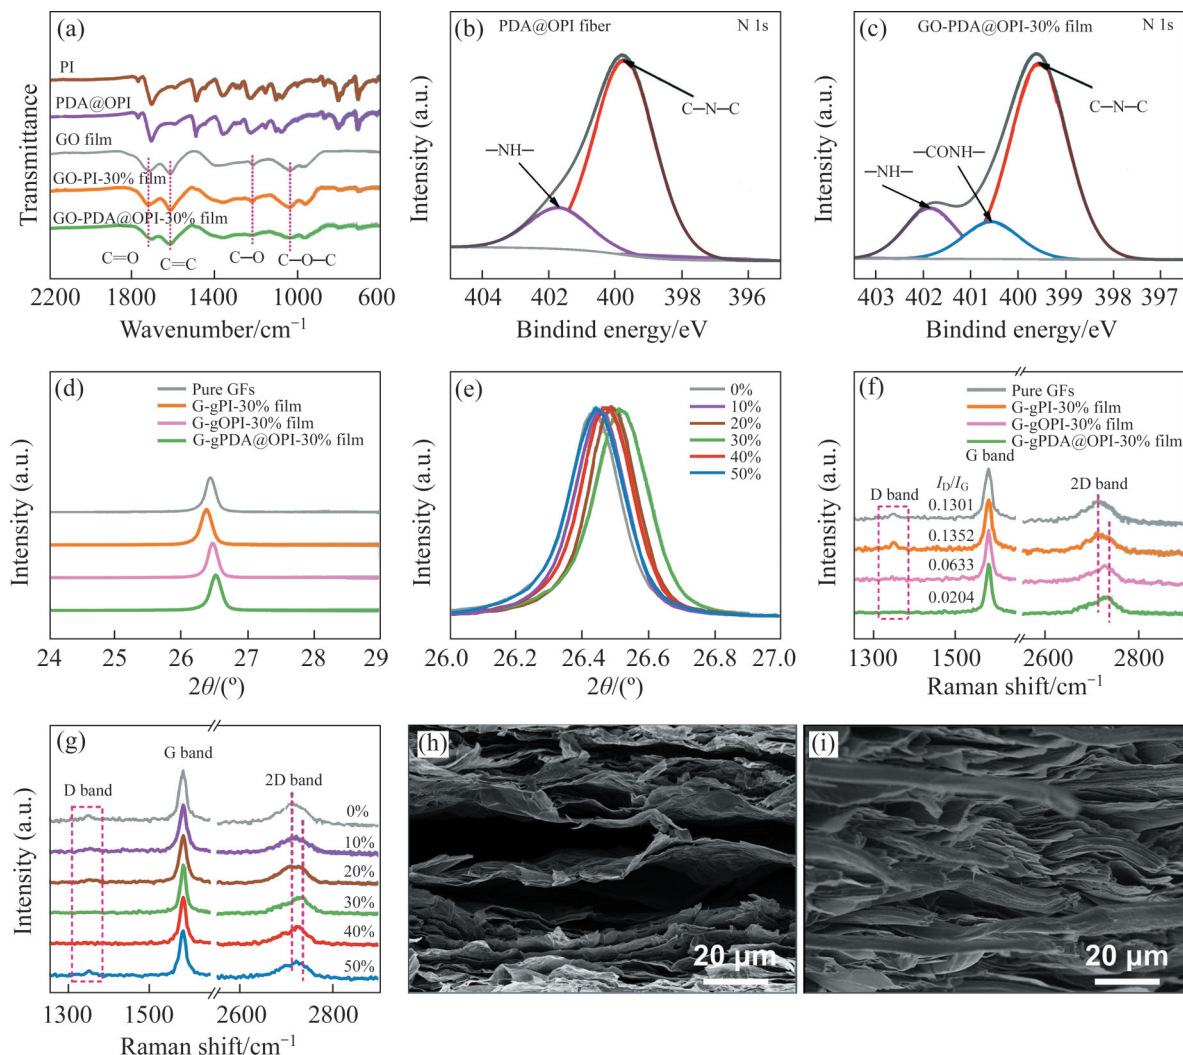 (a)
PI
PDA@OPI
GO film
GO-PI-30% film
GO-PDA@OPI-30% film
C=O
C=C
C—O
C—O—C
Transmittance
2200
1800
1400
1000
600
Wavenumber/cm⁻¹
(b)
PDA@OPI fiber
N 1s
C—N—C
—NH—
Intensity (a.u.)
404
402
400
398
396
Bindind energy/eV
(c)
GO-PDA@OPI-30% film
N 1s
C—N—C
—CONH—
—NH—
Intensity (a.u.)
403
402
401
400
399
398
397
Bindind energy/eV
(d)
Pure GFs
G-gPI-30% film
G-gOPI-30% film
G-gPDA@OPI-30% film
Intensity (a.u.)
24
25
26
27
28
29
2θ/(º)
(e)
0%
10%
20%
30%
40%
50%
Intensity (a.u.)
26.0
26.2
26.4
26.6
26.8
27.0
2θ/(º)
(f)
Pure GFs
G-gPI-30% film
G-gOPI-30% film
G-gPDA@OPI-30% film
G band
D band
I_D/I_G
2D band
0.1301
0.1352
0.0633
0.0204
Intensity (a.u.)
1300
1500
2600
2800
Raman shift/cm⁻¹
(g)
G band
D band
2D band
0%
10%
20%
30%
40%
50%
Intensity (a.u.)
1300
1500
2600
2800
Raman shift/cm⁻¹
(h)
20 μm
(i)
20 μm